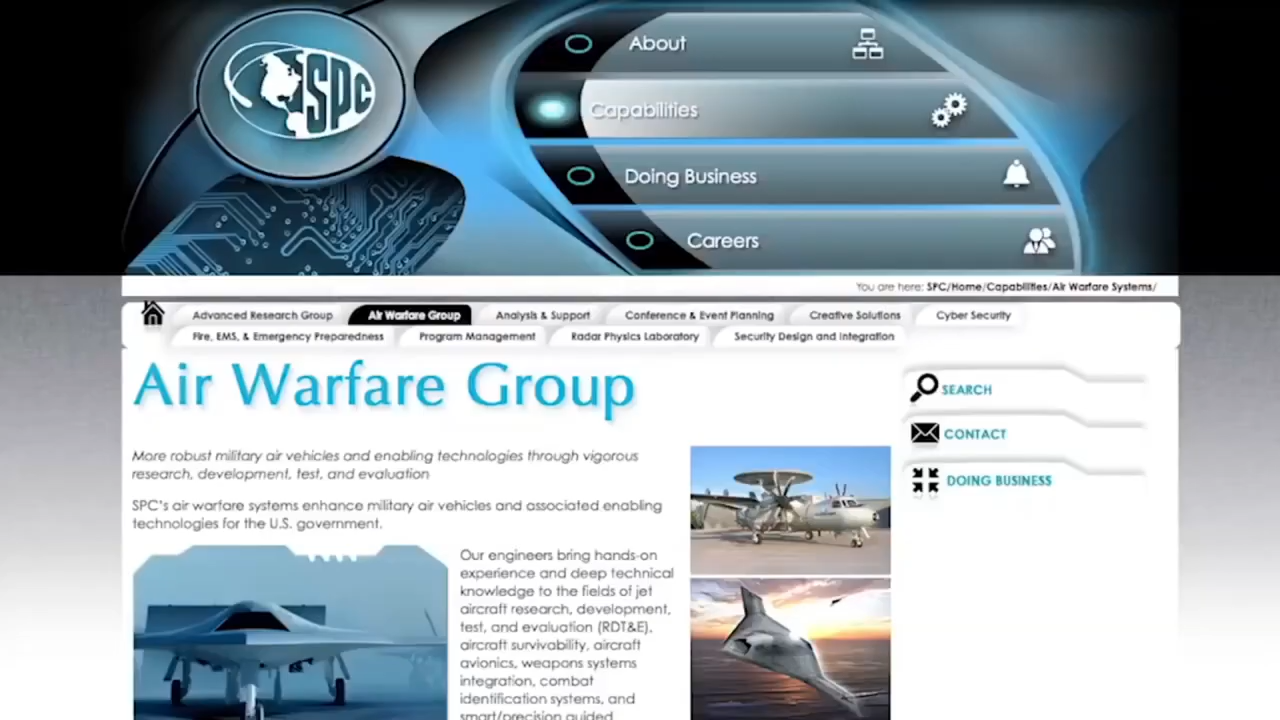 SPC
About
Capabilities
Doing Business
Careers
You are here: SPC/Home/Capabilities/Air Warfare Systems/
Advanced Research Group Air Warfare Group Analysis & Support Conference & Event Planning Creative Solutions Cyber Security
Fire, EMS, & Emergency Preparedness Program Management Radar Physics Laboratory Security Design and Integration
Air Warfare Group
SEARCH
CONTACT
DOING BUSINESS
More robust military air vehicles and enabling technologies through vigorous
research, development, test, and evaluation
SPC's air warfare systems enhance military air vehicles and associated enabling
technologies for the U.S. government.
Our engineers bring hands-on
experience and deep technical
knowledge to the fields of jet
aircraft research, development,
test, and evaluation (RDT&E),
aircraft survivability, aircraft
avionics, weapons systems
integration, combat
identification systems, and
smart/precision guided